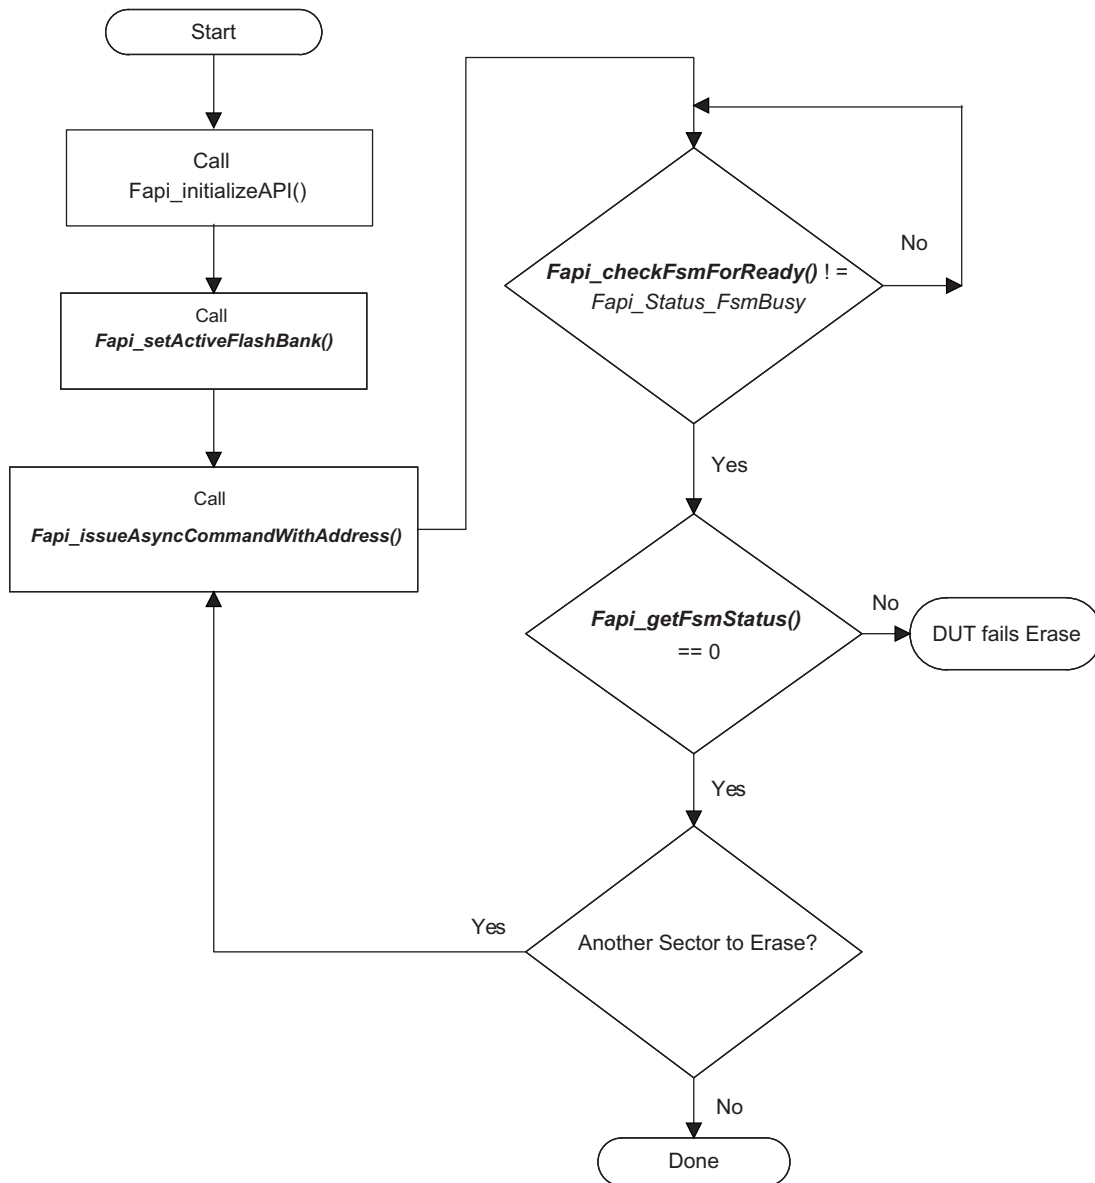 Start
Call
Fapi_initializeAPI()
Call
Fapi_setActiveFlashBank()
Call
Fapi_issueAsyncCommandWithAddress()
Fapi_checkFsmForReady() ! =
Fapi_Status_FsmBusy
No
Yes
Fapi_getFsmStatus()
== 0
No
DUT fails Erase
Yes
Another Sector to Erase?
Yes
No
Done